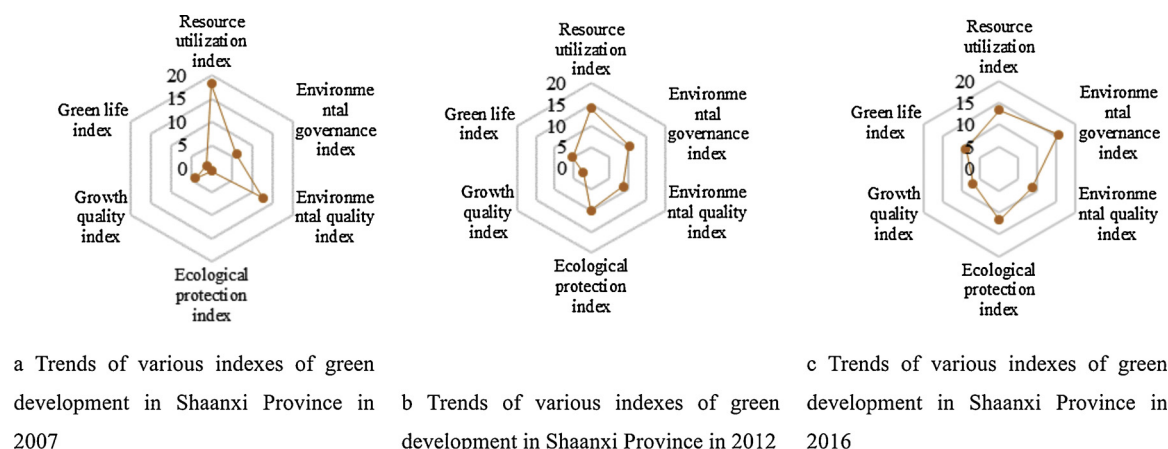 Resource
utilization
index
20
15
10
5
0
Environme
ntal
governance
index
Environme
ntal quality
index
Ecological
protection
index
Growth
quality
index
Green life
index
a Trends of various indexes of green
development in Shaanxi Province in
2007
Resource
utilization
index
20
15
10
5
0
Environme
ntal
governance
index
Environme
ntal quality
index
Ecological
protection
index
Growth
quality
index
Green life
index
b Trends of various indexes of green
development in Shaanxi Province in 2012
Resource
utilization
index
20
15
10
5
0
Environme
ntal
governance
index
Environme
ntal quality
index
Ecological
protection
index
Growth
quality index
Green life
index
c Trends of various indexes of green
development in Shaanxi Province in
2016